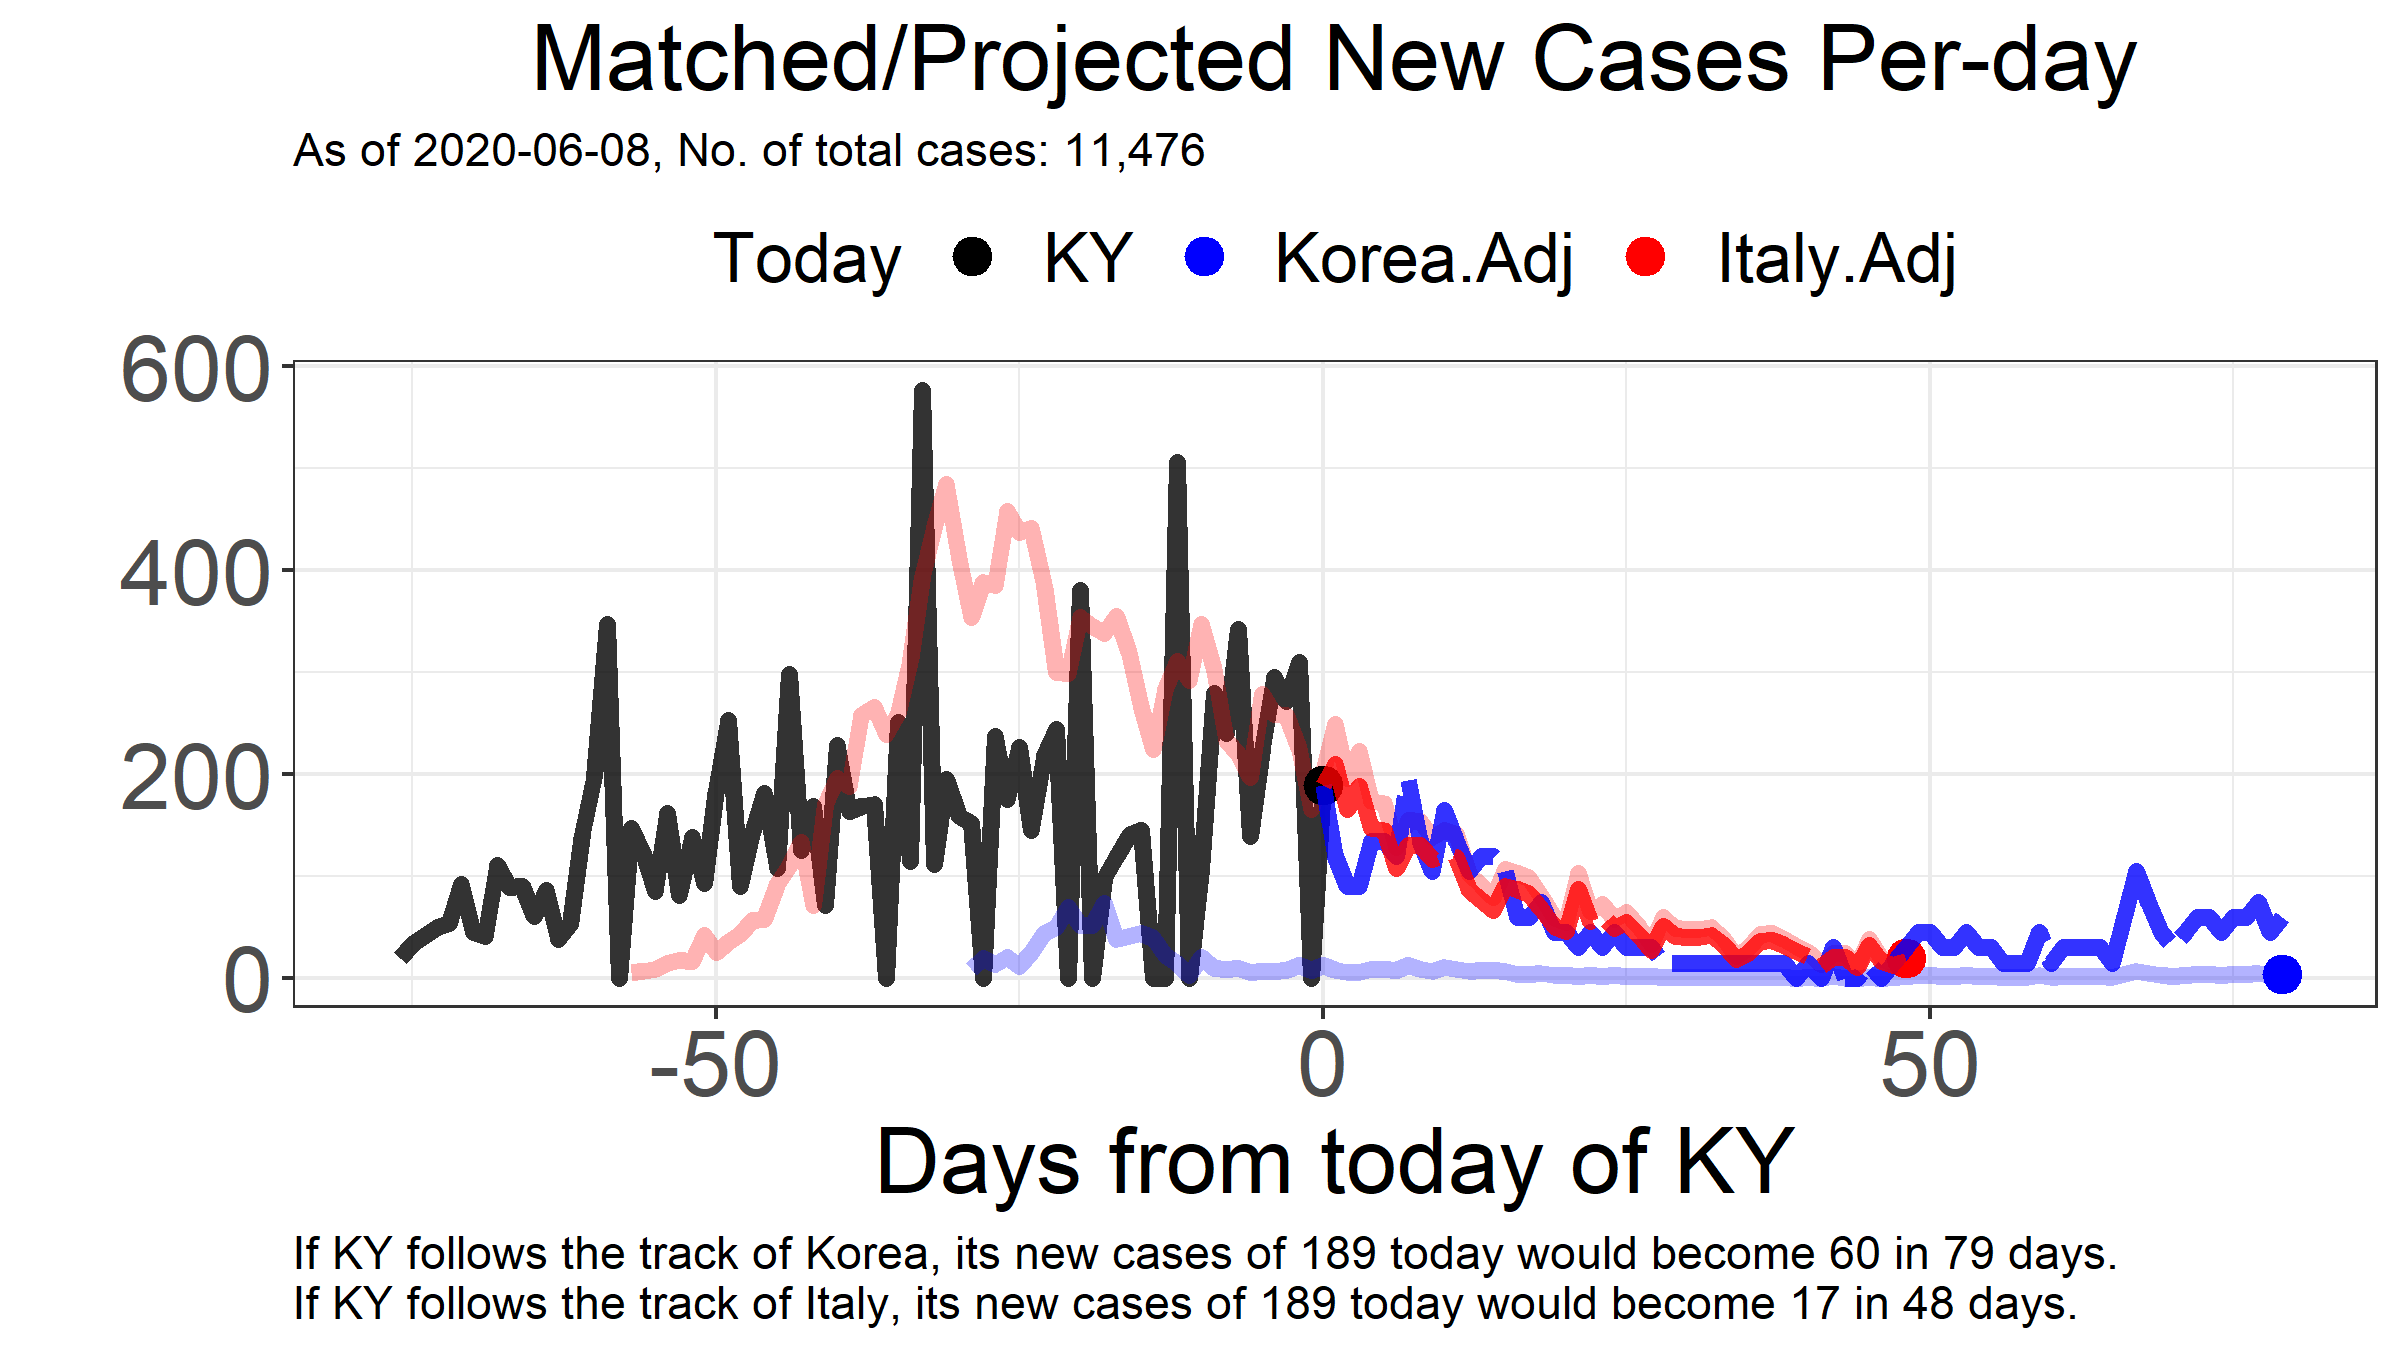 Matched/Projected New Cases Per-day
As of 2020-06-08, No. of total cases: 11,476
Today KY Korea.Adj Italy.Adj
600
400
200
0
-50 0 50
Days from today of KY
If KY follows the track of Korea, its new cases of 189 today would become 60 in 79 days.
If KY follows the track of Italy, its new cases of 189 today would become 17 in 48 days.